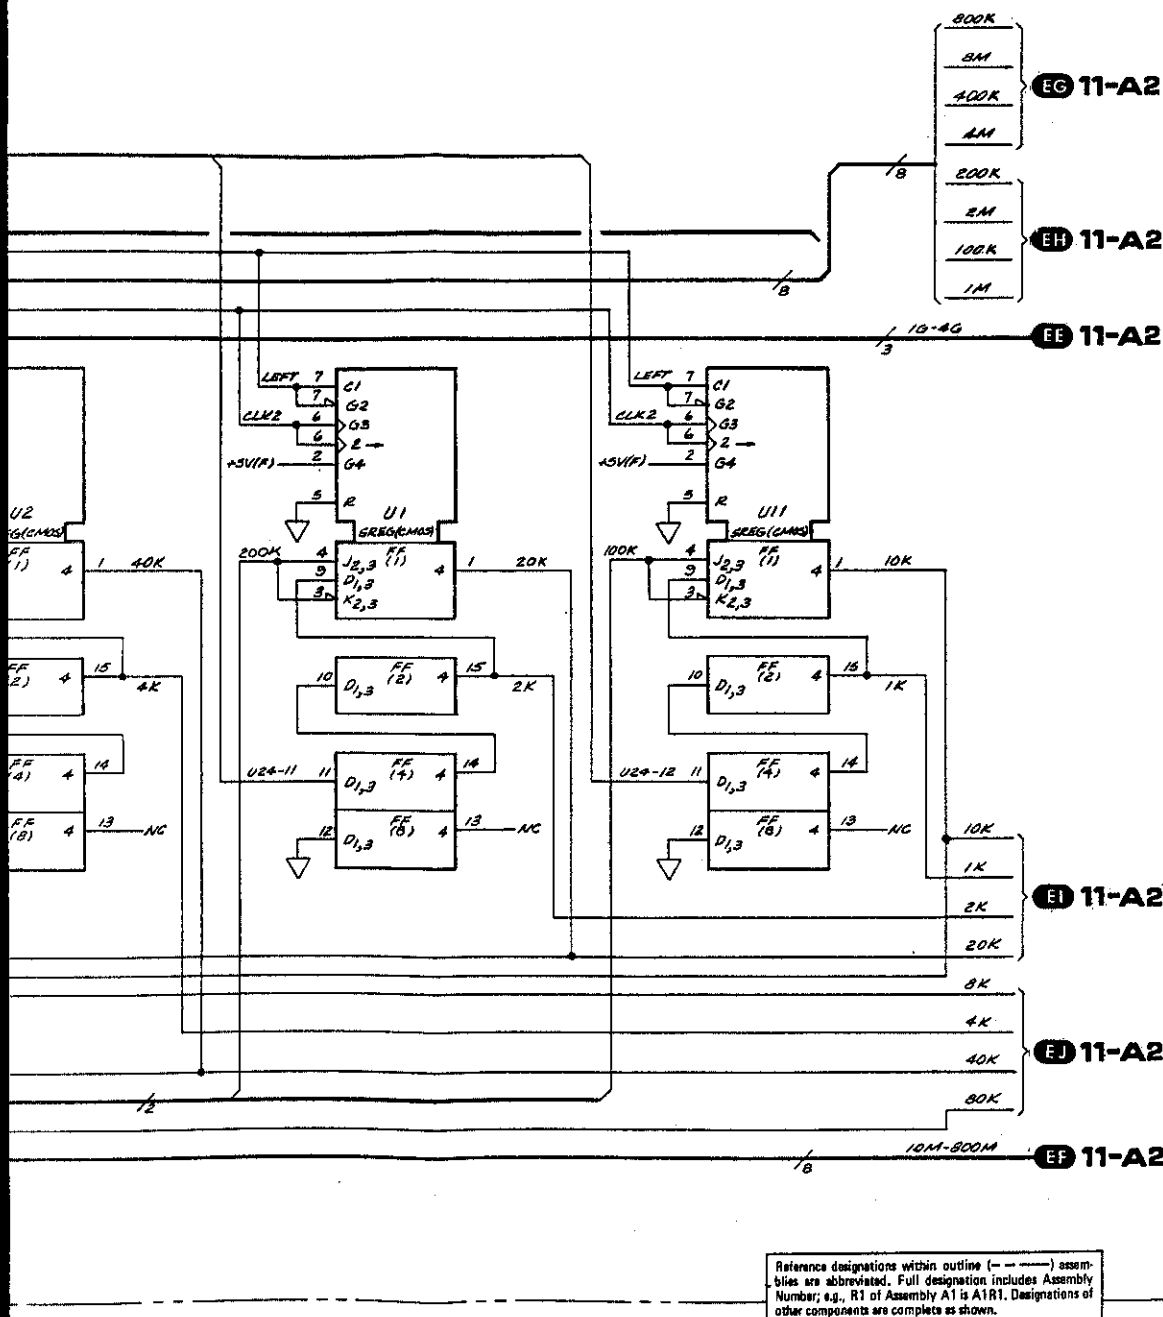 800K
8M
EG 11-A2
400K
4M
8
200K
2M
EH 11-A2
100K
1M
8
1G-4G
3
EE 11-A2
LEFT 7 C1
7 G2
CLK2 6 G3
6 2 →
+5V(F) 2 G4
5 R
U1
SREG(CMOS)
LEFT 7 C1
7 G2
CLK2 6 G3
6 2 →
+5V(F) 2 G4
5 R
U11
SREG(CMOS)
U2
EG(CMOS)
FF
(1)
4 1 40K
200K 4 J2,3 FF
(1)
9 D1,3 4 1 20K
3 K2,3
100K 4 J2,3 FF
(1)
9 D1,3 4 1 10K
3 K2,3
FF
(2) 4 15
4K
10 D1,3 FF
(2) 4 15
2K
10 D1,3 FF
(2) 4 15
1K
FF
(4) 4 14
U24-11 11 D1,3 FF
(4) 4 14
U24-12 11 D1,3 FF
(4) 4 14
FF
(8) 4 13 NC
12 D1,3 FF
(8) 4 13 NC
12 D1,3 FF
(8) 4 13 NC
10K
1K
EI 11-A2
2K
20K
8K
4K
EJ 11-A2
40K
80K
2
10M-800M
8
EF 11-A2
Reference designations within outline (— — ——) assem-
blies are abbreviated. Full designation includes Assembly
Number; e.g., R1 of Assembly A1 is A1R1. Designations of
other components are complete as shown.